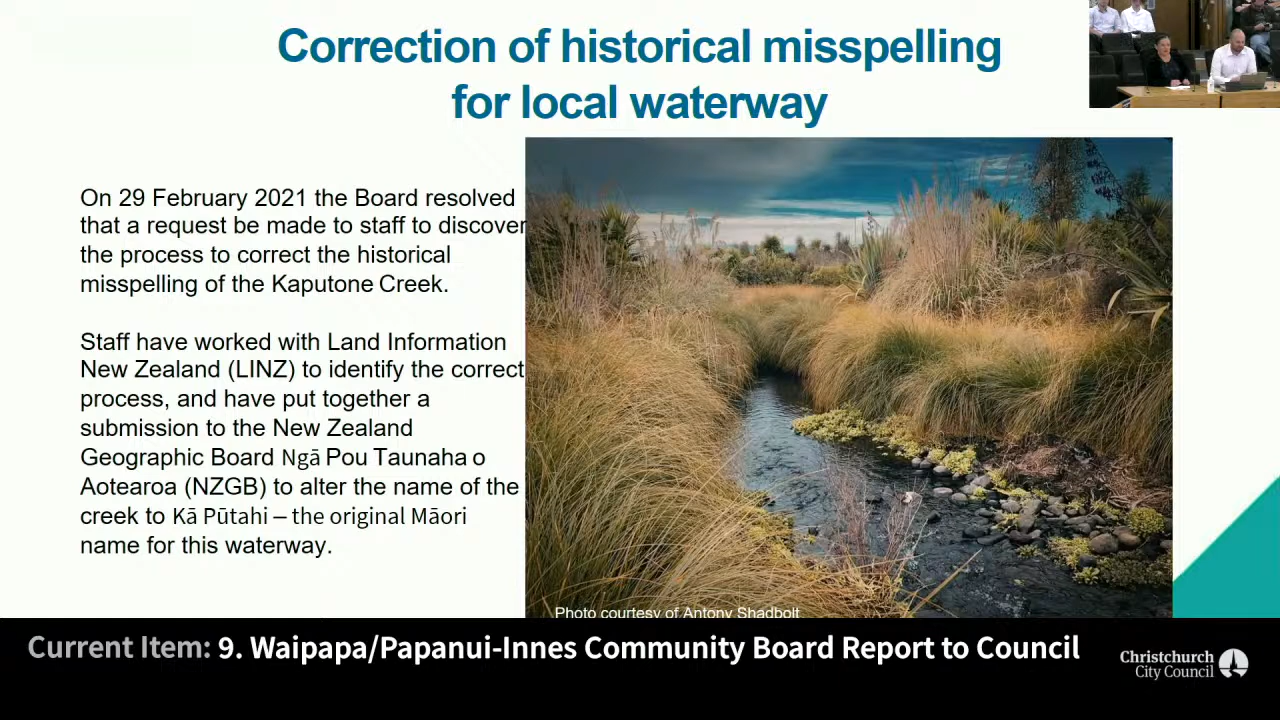 Correction of historical misspelling
for local waterway
On 29 February 2021 the Board resolved
that a request be made to staff to discover
the process to correct the historical
misspelling of the Kaputone Creek.
Staff have worked with Land Information
New Zealand (LINZ) to identify the correct
process, and have put together a
submission to the New Zealand
Geographic Board Ngā Pou Taunaha o
Aotearoa (NZGB) to alter the name of the
creek to Kā Pūtahi – the original Māori
name for this waterway.
Photo courtesy of Antony Shadbolt
Current Item: 9. Waipapa/Papanui-Innes Community Board Report to Council
Christchurch
City Council